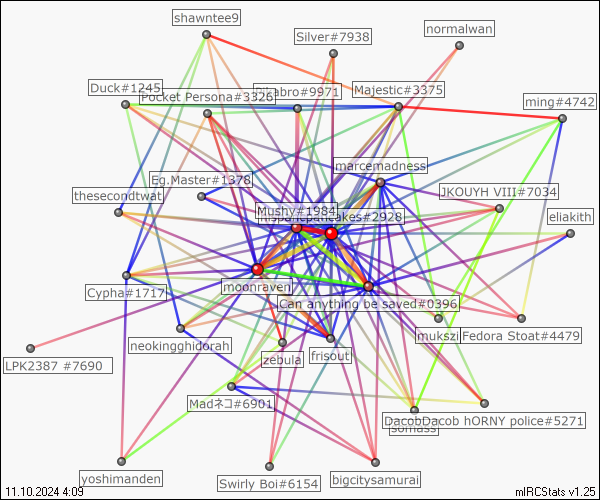 shawntee9
normalwan
Silver#7938
Duck#1245
Majestic#3375
Pocket Persona#3326
#9971
ming#4742
marcemadness
Eg.Master#1378
thesecondtwat
JKOUYH VIII#7034
Mushy#1984
#2928
eliakith
moonraven
Cypha#1717
Can anything be saved#0396
mukszi
Fedora Stoat#4479
neokingghidorah
frisout
zebula
LPK2387 #7690
Madネコ#6901
DacobDacob hORNY police#5271
somass
yoshimanden
Swirly Boi#6154
bigcitysamurai
11.10.2024 4:09
mIRCStats v1.25